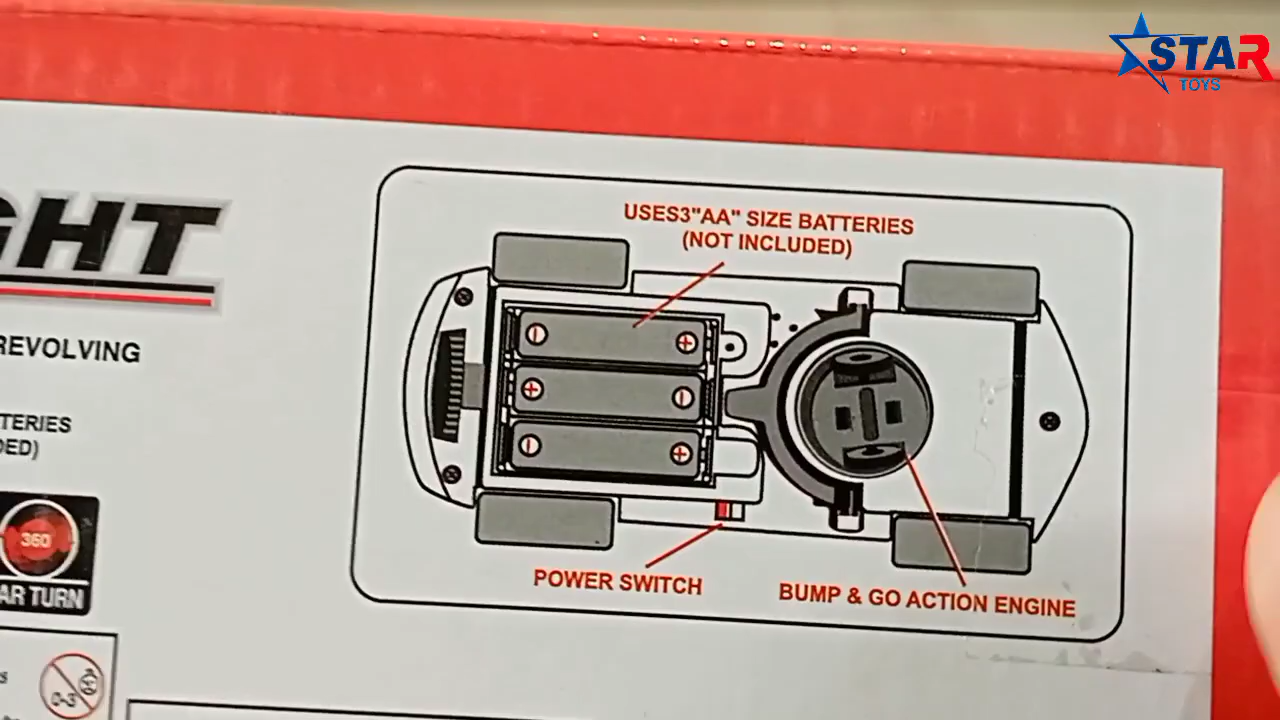 STAR
TOYS
GHT
REVOLVING
TERIES
DED)
360
AR TURN
0-3
USES3"AA" SIZE BATTERIES
(NOT INCLUDED)
POWER SWITCH
BUMP & GO ACTION ENGINE